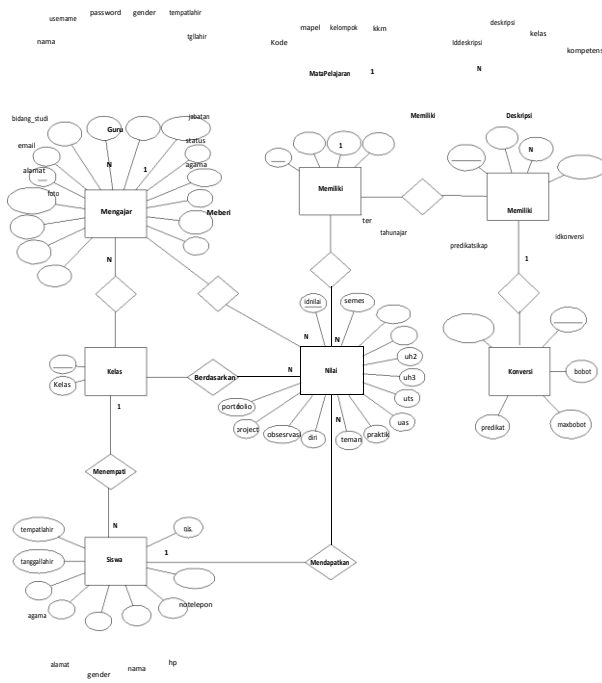 username
password
gender
tempatlahir
nama
tgllahir
Kode
mapel
kelompok
kkm
deskripsi
Iddeskripsi
kelas
kompetens
MataPelajaran
1
N
bidang_studi
Guru
jabatan
Memiliki
Deskripsi
email
status
alamat
N
1
agama
1
N
foto
Mengajar
Meberi
Memiliki
Memiliki
ter
tahunajar
predikatsikap
idkonversi
N
1
idnilai
semes
N
N
uh2
Kelas
Kelas
Berdasarkan
N
Nilai
uh3
Konversi
bobot
uts
portofolio
project
obsesrvasi
diri
teman
praktik
uas
N
predikat
maxbobot
1
Menempati
tempatlahir
N
nis
tanggallahir
Siswa
1
Mendapatkan
agama
notelepon
alamat
gender
nama
hp